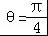 θ = π/4